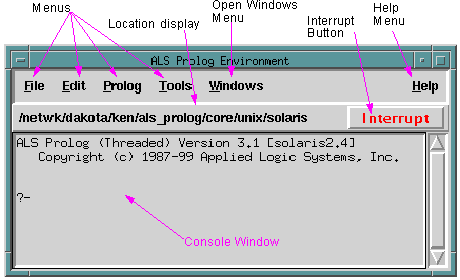 Menus
Location display
Open Windows
Menu
Interrupt
Button
Help
Menu
ALS Prolog Environment
File Edit Prolog Tools Windows Help
/netwk/dakota/ken/als_prolog/core/unix/solaris
Interrupt
ALS Prolog (Threaded) Version 3.1 [solaris2.4]
Copyright (c) 1987-99 Applied Logic Systems, Inc.
?-
Console Window